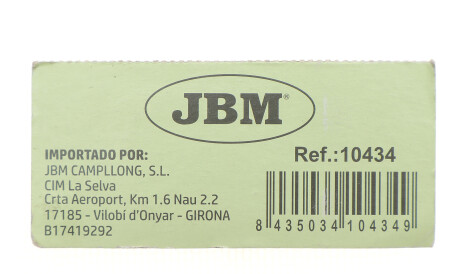 JBM®
IMPORTADO POR:
JBM CAMPLLONG, S.L.
CIM La Selva
Crta Aeroport, Km 1.6 Nau 2.2
17185 - Vilobí d'Onyar - GIRONA
B17419292
Ref.:10434
8 435034 104349